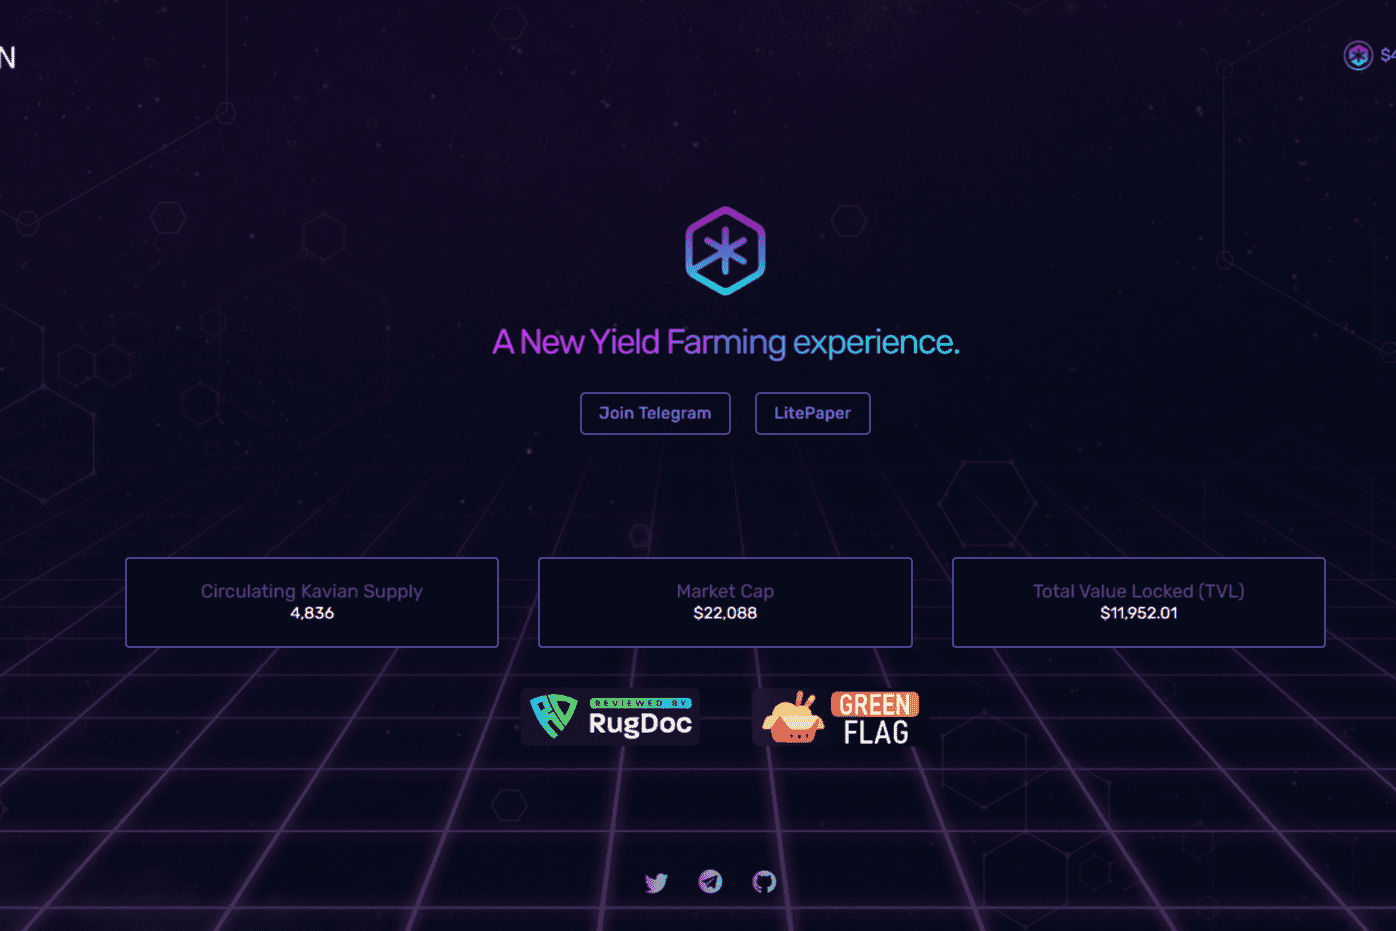 N
$4
A New Yield Farming experience.
Join Telegram
LitePaper
Circulating Kavian Supply
4,836
Market Cap
$22,088
Total Value Locked (TVL)
$11,952.01
REVIEWED BY
RugDoc
GREEN
FLAG